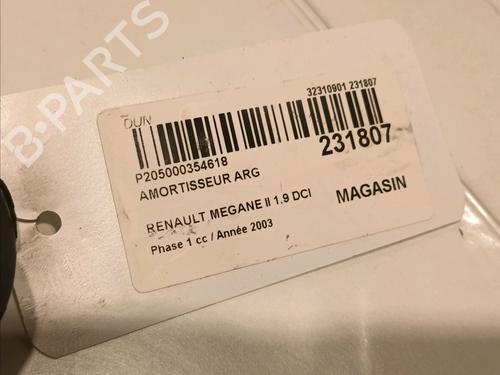 B-PARTS
DUN
32310901 231807
P205000354618
231807
AMORTISSEUR ARG
RENAULT MEGANE II 1.9 DCI
MAGASIN
Phase 1 cc / Année 2003